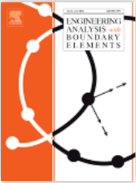 ENGINEERING
ANALYSIS with
BOUNDARY
ELEMENTS